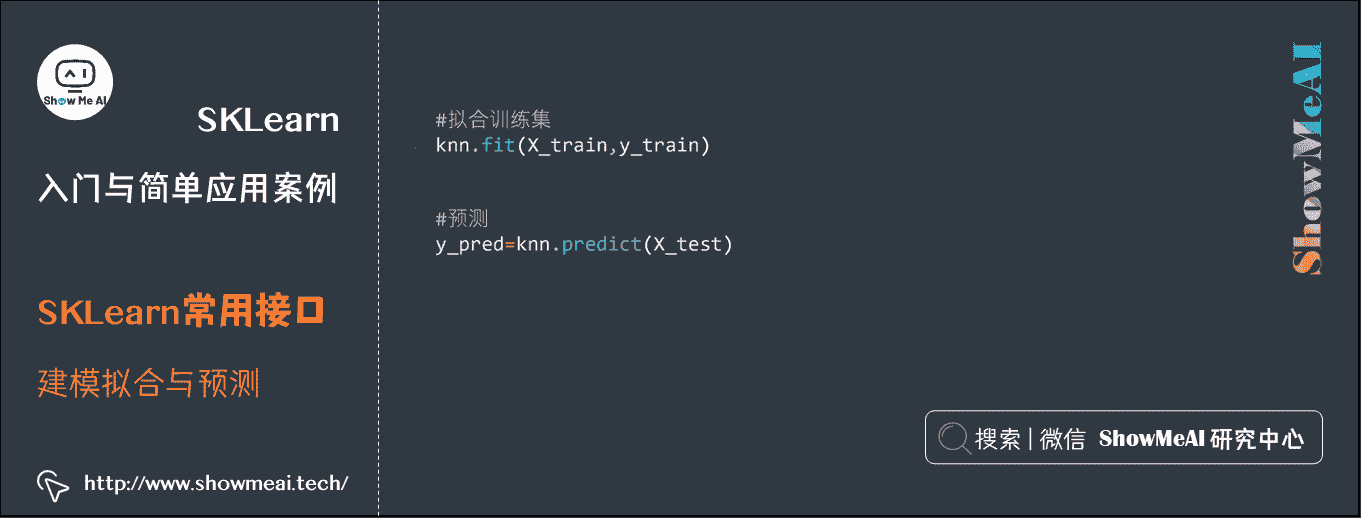 Show Me AI
SKLearn
入门与简单应用案例
SKLearn常用接口
建模拟合与预测
http://www.showmeai.tech/
#拟合训练集
knn.fit(X_train,y_train)
#预测
y_pred=knn.predict(X_test)
ShowMeAI
搜索 | 微信 ShowMeAI 研究中心